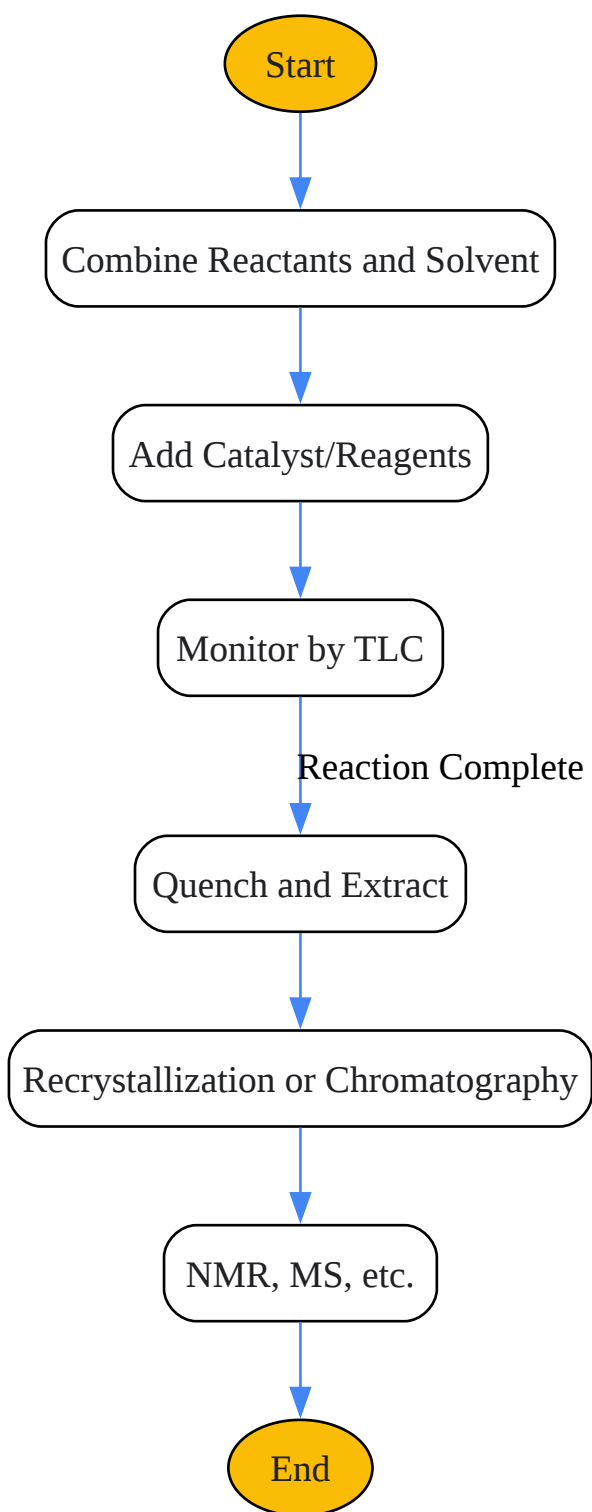 Start
Combine Reactants and Solvent
Add Catalyst/Reagents
Monitor by TLC
Reaction Complete
Quench and Extract
Recrystallization or Chromatography
NMR, MS, etc.
End